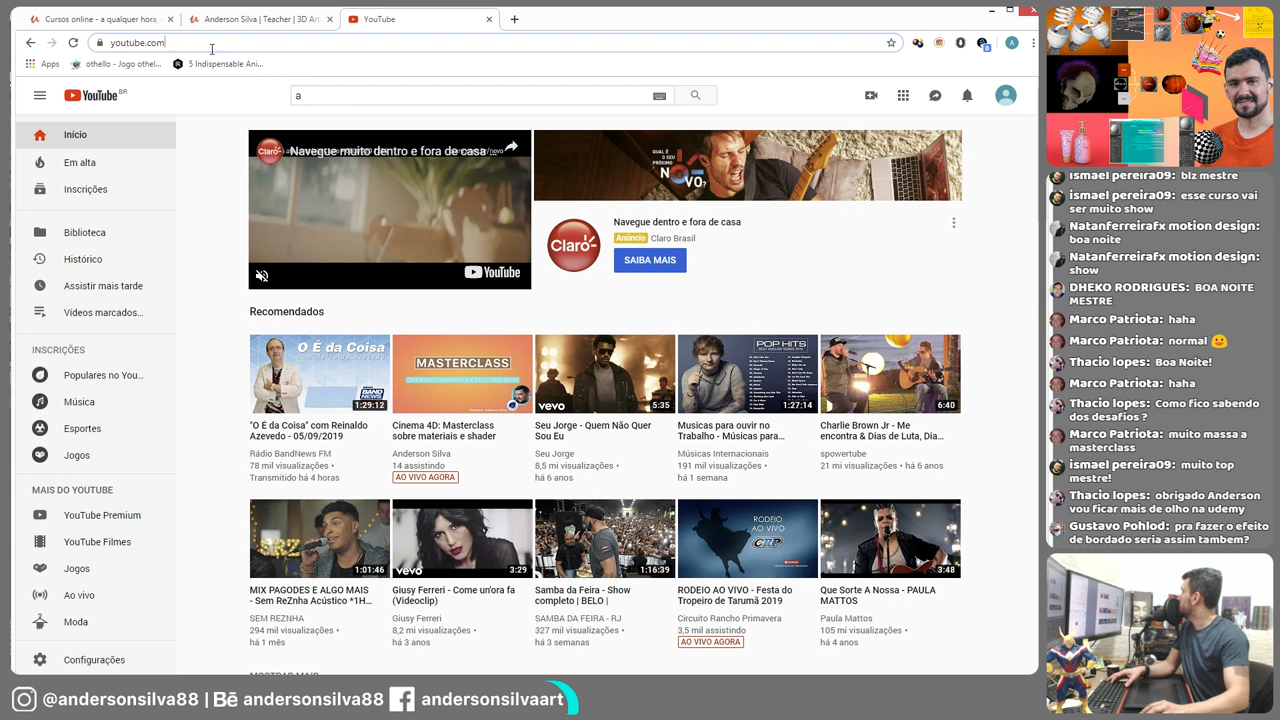 Cursos online - a qualquer hora,
Anderson Silva | Teacher | 3D Art
YouTube
youtube.com
Apps
othello - Jogo othel...
5 Indispensable Ani...
YouTube BR
a
A
Início
Em alta
Inscrições
Biblioteca
Histórico
Assistir mais tarde
Vídeos marcados...
INSCRIÇÕES
Populares no You...
Música
Esportes
Jogos
MAIS DO YOUTUBE
YouTube Premium
YouTube Filmes
Jogos
Ao vivo
Moda
Configurações
Claro
Navegue muito dentro e fora de casa ...
YouTube
QUAL É
O SEU
PRÓXIMO
NOVO?
Claro
Navegue dentro e fora de casa
Anúncio Claro Brasil
SAIBA MAIS
Recomendados
O É da Coisa
1:29:12
"O É da Coisa" com Reinaldo
Azevedo - 05/09/2019
Rádio BandNews FM
78 mil visualizações •
Transmitido há 4 horas
MASTERCLASS
Cinema 4D: Masterclass
sobre materiais e shader
Anderson Silva
14 assistindo
AO VIVO AGORA
vevo
5:35
Seu Jorge - Quem Não Quer
Sou Eu
Seu Jorge
8,5 mi visualizações •
há 6 anos
POP HITS
1:27:14
Musicas para ouvir no
Trabalho - Músicas para...
Músicas Internacionais
191 mil visualizações •
há 1 semana
6:40
Charlie Brown Jr - Me
encontra & Dias de Luta, Dia...
spowertube
21 mi visualizações • há 6 anos
1:01:46
MIX PAGODES E ALGO MAIS
- Sem ReZnha Acústico *1H...
SEM REZNHA
294 mil visualizações •
há 1 mês
vevo
3:29
Giusy Ferreri - Come un'ora fa
(Videoclip)
Giusy Ferreri
8,2 mi visualizações •
há 3 anos
1:16:39
Samba da Feira - Show
completo | BELO |
SAMBA DA FEIRA - RJ
327 mil visualizações •
há 3 semanas
RODEIO
AO VIVO
CRP
RODEIO AO VIVO - Festa do
Tropeiro de Tarumã 2019
Circuito Rancho Primavera
3,5 mil assistindo
AO VIVO AGORA
3:48
Que Sorte A Nossa - PAULA
MATTOS
Paula Mattos
105 mi visualizações •
há 4 anos
MOSTRAR MAIS
ismael pereira09: blz mestre
ismael pereira09: esse curso vai
ser muito show
Natanferreirafx motion design:
boa noite
Natanferreirafx motion design:
show
DHEKO RODRIGUES: BOA NOITE
MESTRE
Marco Patriota: haha
Marco Patriota: normal 🙂
Thacio lopes: Boa Noite!
Marco Patriota: haha
Thacio lopes: Como fico sabendo
dos desafios ?
Marco Patriota: muito massa a
masterclass
ismael pereira09: muito top
mestre!
Thacio lopes: obrigado Anderson
vou ficar mais de olho na udemy
Gustavo Pohlod: pra fazer o efeito
de bordado seria assim tambem?
@andersonsilva88 | Bē andersonsilva88 f andersonsilvaart